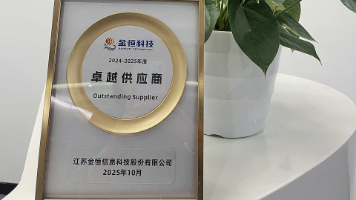 金恒科技
2024-2025年度
卓越供应商
Outstanding Supplier
江苏金恒信息科技股份有限公司
2025年10月